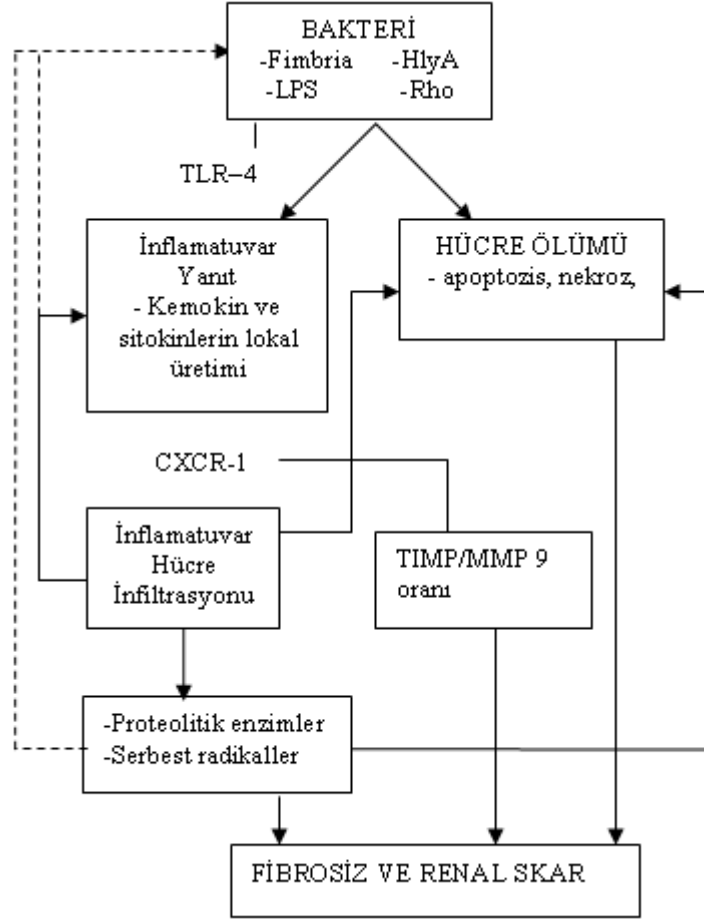 BAKTERİ
-Fimbria -HlyA
-LPS -Rho
TLR–4
İnflamatuvar
Yanıt
- Kemokin ve
sitokinlerin lokal
üretimi
HÜCRE ÖLÜMÜ
- apoptozis, nekroz,
CXCR-1
İnflamatuvar
Hücre
İnfiltrasyonu
TIMP/MMP 9
oranı
-Proteolitik enzimler
-Serbest radikaller
FİBROSİZ VE RENAL SKAR